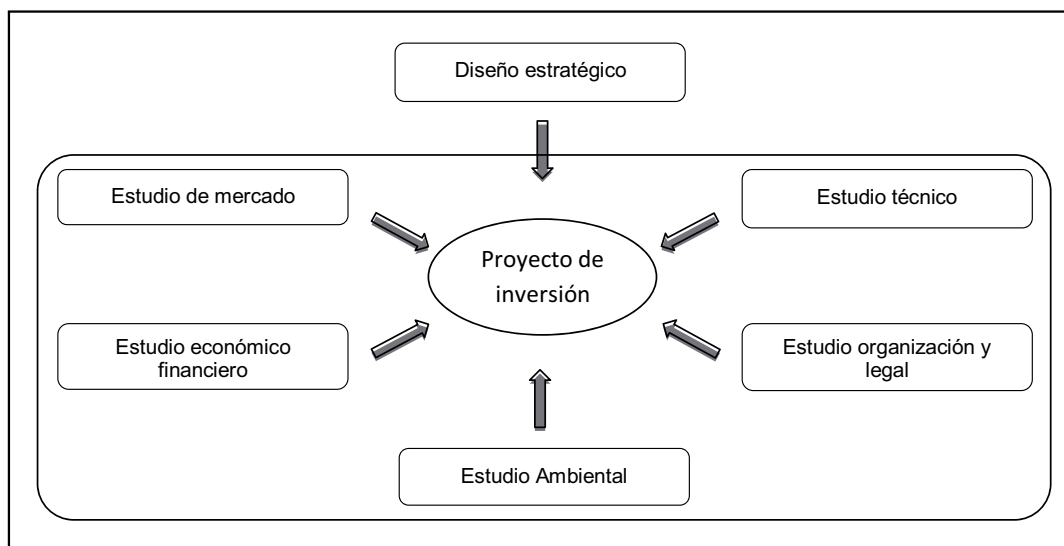 Diseño estratégico
Estudio de mercado
Estudio técnico
Proyecto de
inversión
Estudio económico
financiero
Estudio organización y
legal
Estudio Ambiental